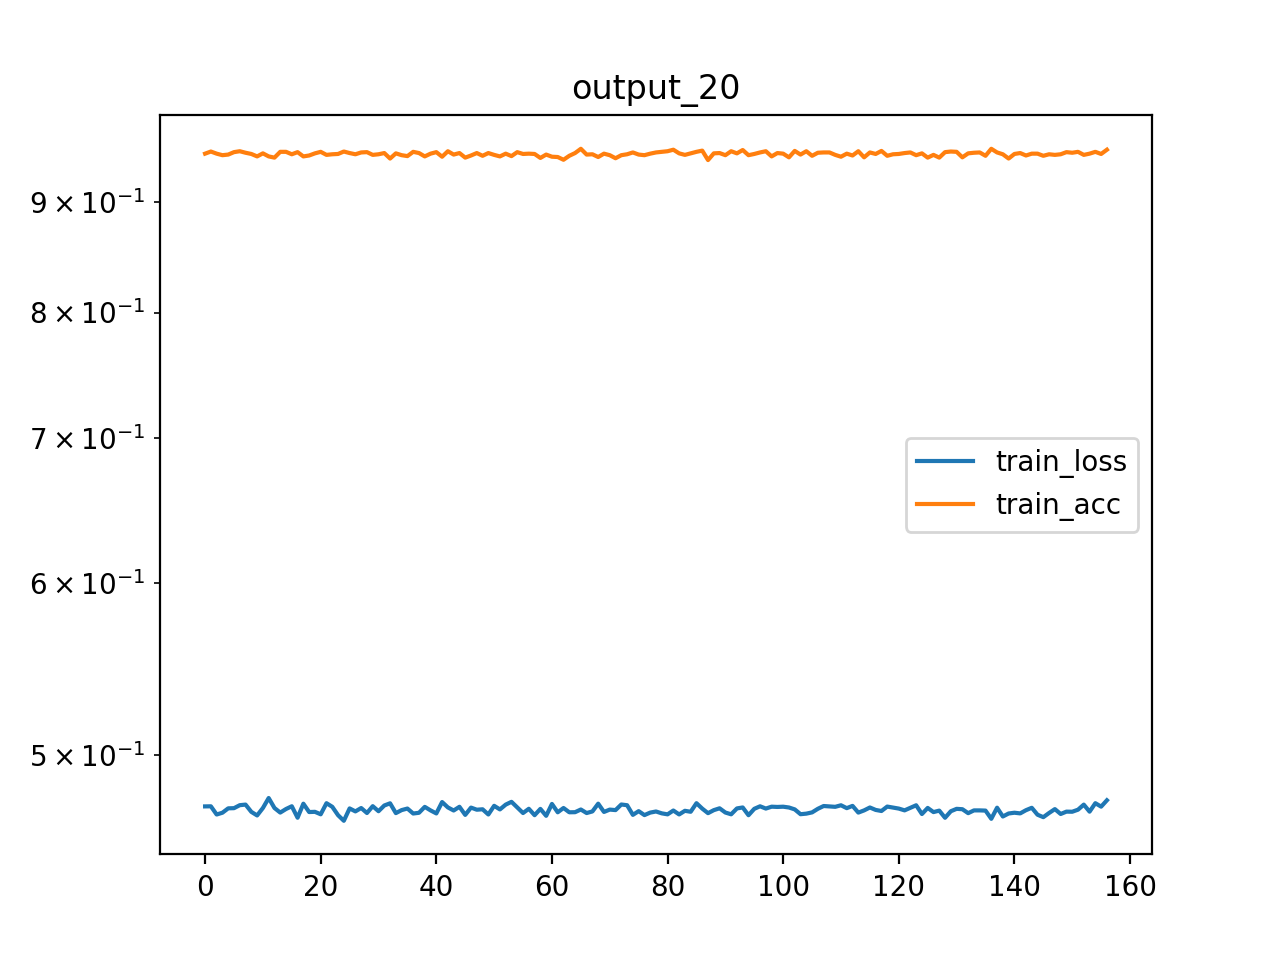 output_20
9 × 10⁻¹
8 × 10⁻¹
7 × 10⁻¹
6 × 10⁻¹
5 × 10⁻¹
train_loss
train_acc
0 20 40 60 80 100 120 140 160